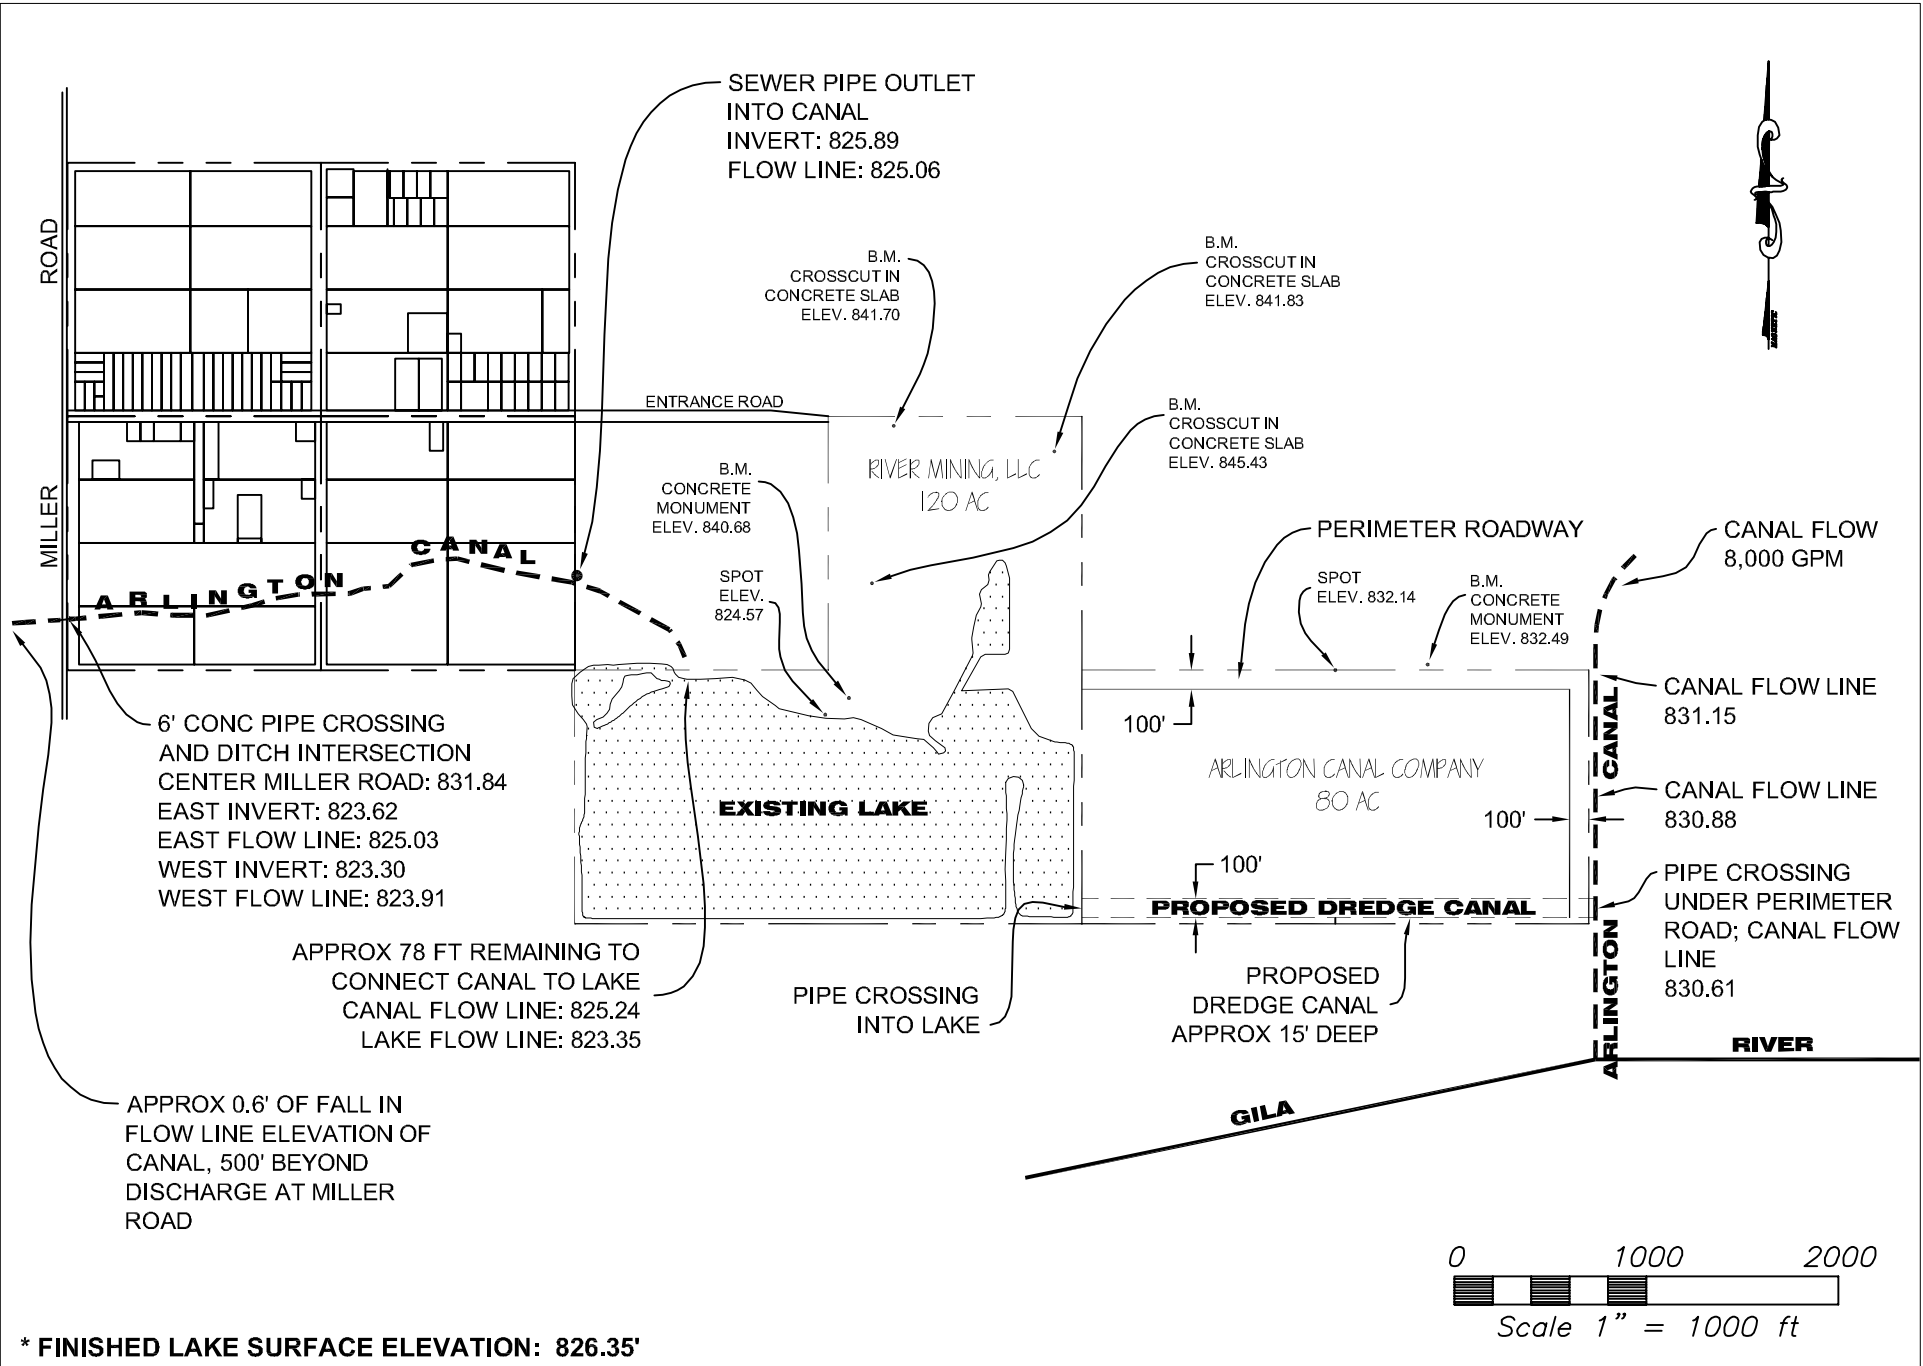 SEWER PIPE OUTLET
INTO CANAL
INVERT: 825.89
FLOW LINE: 825.06
ROAD
MILLER
B.M.
CROSSCUT IN
CONCRETE SLAB
ELEV. 841.70
B.M.
CROSSCUT IN
CONCRETE SLAB
ELEV. 841.83
MAGNETIC
ENTRANCE ROAD
B.M.
CROSSCUT IN
CONCRETE SLAB
ELEV. 845.43
RIVER MINING, LLC
120 AC
B.M.
CONCRETE
MONUMENT
ELEV. 840.68
SPOT
ELEV.
824.57
ARLINGTON CANAL
PERIMETER ROADWAY
CANAL FLOW
8,000 GPM
SPOT
ELEV. 832.14
B.M.
CONCRETE
MONUMENT
ELEV. 832.49
6' CONC PIPE CROSSING
AND DITCH INTERSECTION
CENTER MILLER ROAD: 831.84
EAST INVERT: 823.62
EAST FLOW LINE: 825.03
WEST INVERT: 823.30
WEST FLOW LINE: 823.91
EXISTING LAKE
100'
ARLINGTON CANAL COMPANY
80 AC
100'
100'
PROPOSED DREDGE CANAL
ARLINGTON CANAL
CANAL FLOW LINE
831.15
CANAL FLOW LINE
830.88
PIPE CROSSING
UNDER PERIMETER
ROAD; CANAL FLOW
LINE
830.61
APPROX 78 FT REMAINING TO
CONNECT CANAL TO LAKE
CANAL FLOW LINE: 825.24
LAKE FLOW LINE: 823.35
PIPE CROSSING
INTO LAKE
PROPOSED
DREDGE CANAL
APPROX 15' DEEP
GILA RIVER
APPROX 0.6' OF FALL IN
FLOW LINE ELEVATION OF
CANAL, 500' BEYOND
DISCHARGE AT MILLER
ROAD
0 1000 2000
Scale 1" = 1000 ft
* FINISHED LAKE SURFACE ELEVATION: 826.35'